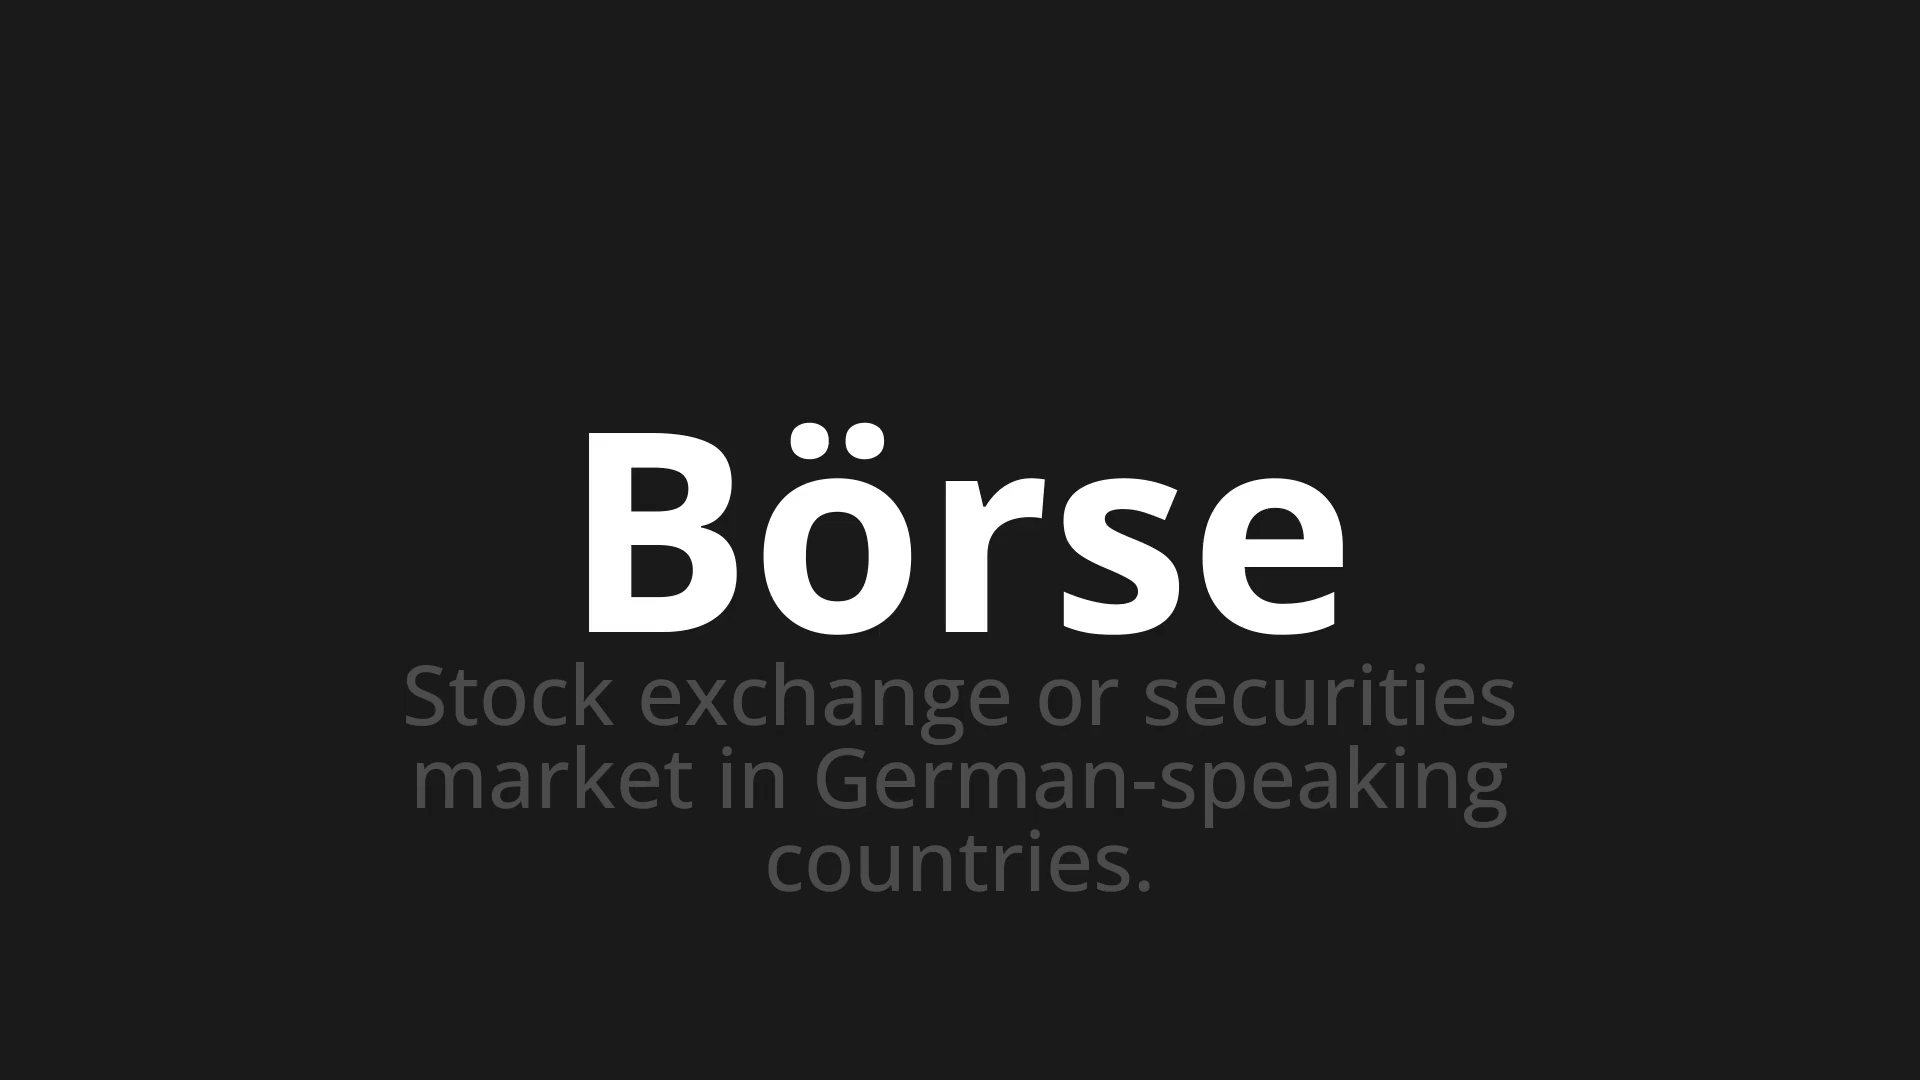 Börse
Stock exchange or securities
market in German-speaking
countries.